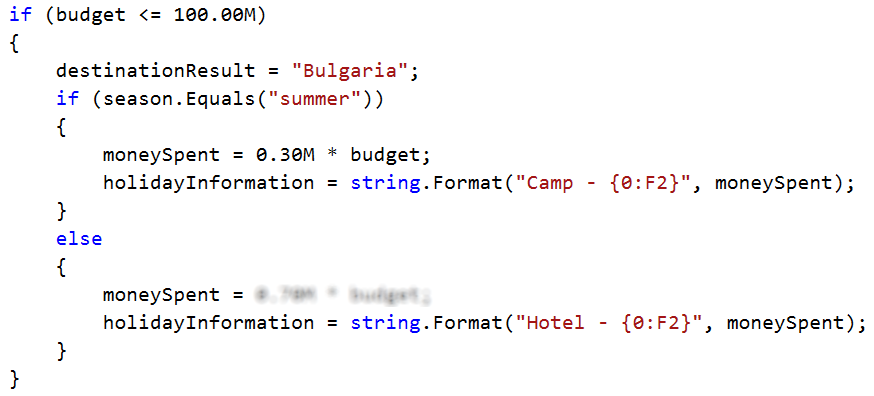 if (budget <= 100.00M)
{
destinationResult = "Bulgaria";
if (season.Equals("summer"))
{
moneySpent = 0.30M * budget;
holidayInformation = string.Format("Camp - {0:F2}", moneySpent);
}
else
{
moneySpent =
holidayInformation = string.Format("Hotel - {0:F2}", moneySpent);
}
}